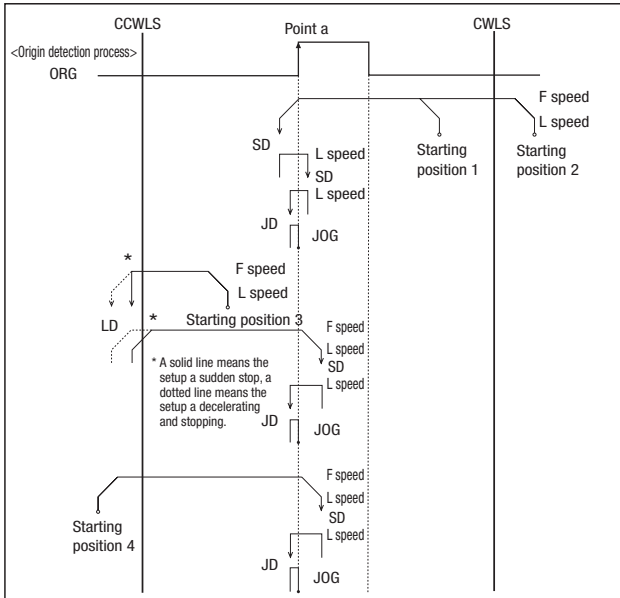 CCWLS
Point a
CWLS
<Origin detection process>
ORG
F speed
L speed
SD
Starting
position 1
Starting
position 2
L speed
SD
L speed
JD
JOG
*
F speed
L speed
LD
*
Starting position 3
F speed
L speed
SD
* A solid line means the
setup a sudden stop, a
dotted line means the
setup a decelerating
and stopping.
L speed
JD
JOG
F speed
L speed
SD
Starting
position 4
L speed
JD
JOG